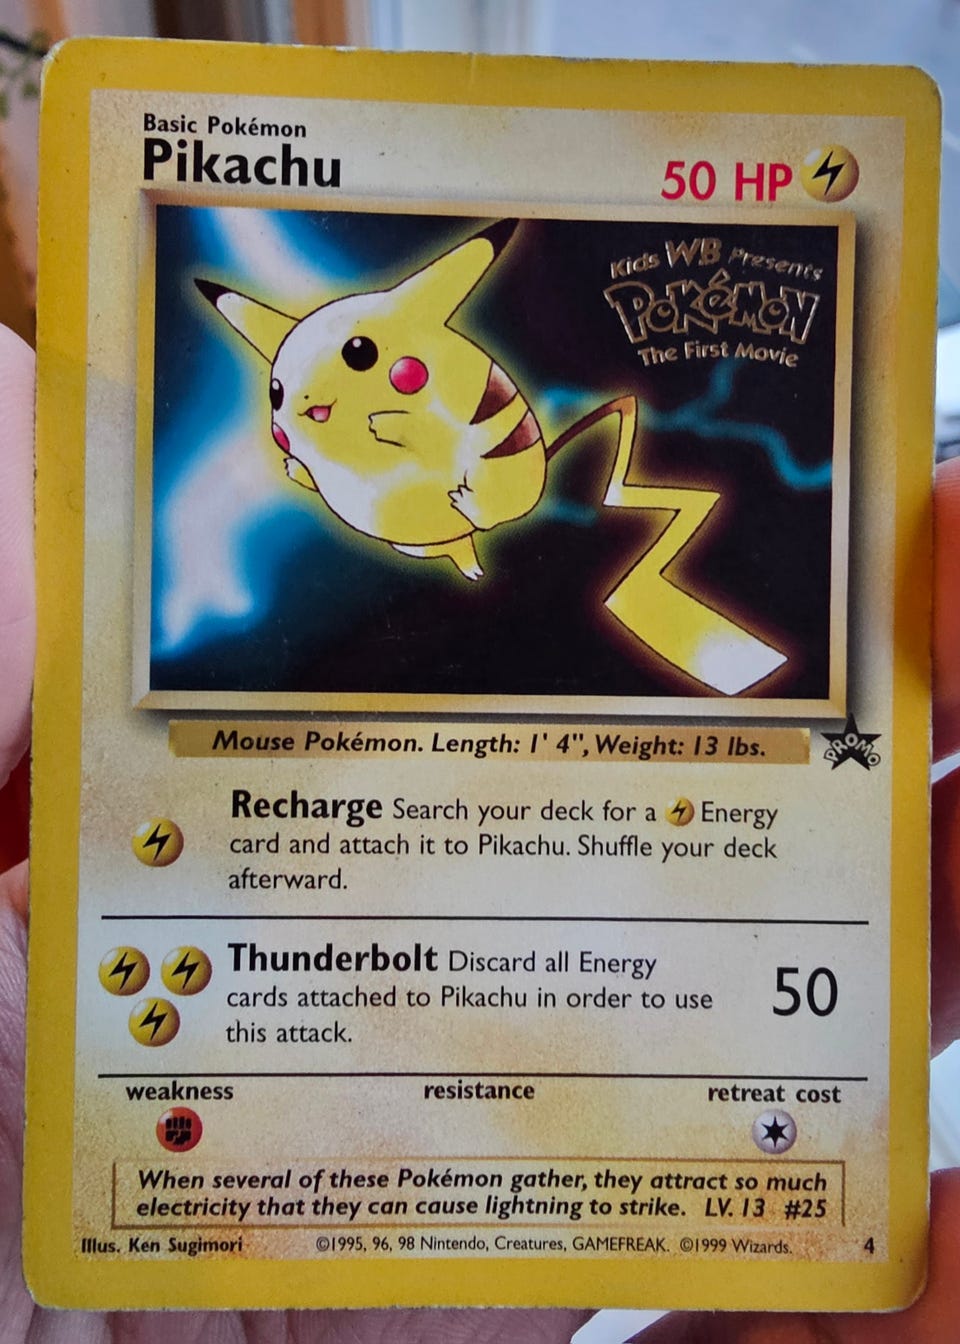 Basic Pokémon
Pikachu
50 HP
Kids WB Presents
POKéMON
The First Movie
Mouse Pokémon. Length: 1' 4", Weight: 13 lbs.
PROMO
Recharge Search your deck for a Energy
card and attach it to Pikachu. Shuffle your deck
afterward.
Thunderbolt Discard all Energy
cards attached to Pikachu in order to use
this attack.
50
weakness resistance retreat cost
When several of these Pokémon gather, they attract so much
electricity that they can cause lightning to strike. LV. 13 #25
Illus. Ken Sugimori ©1995, 96, 98 Nintendo, Creatures, GAMEFREAK. ©1999 Wizards. 4